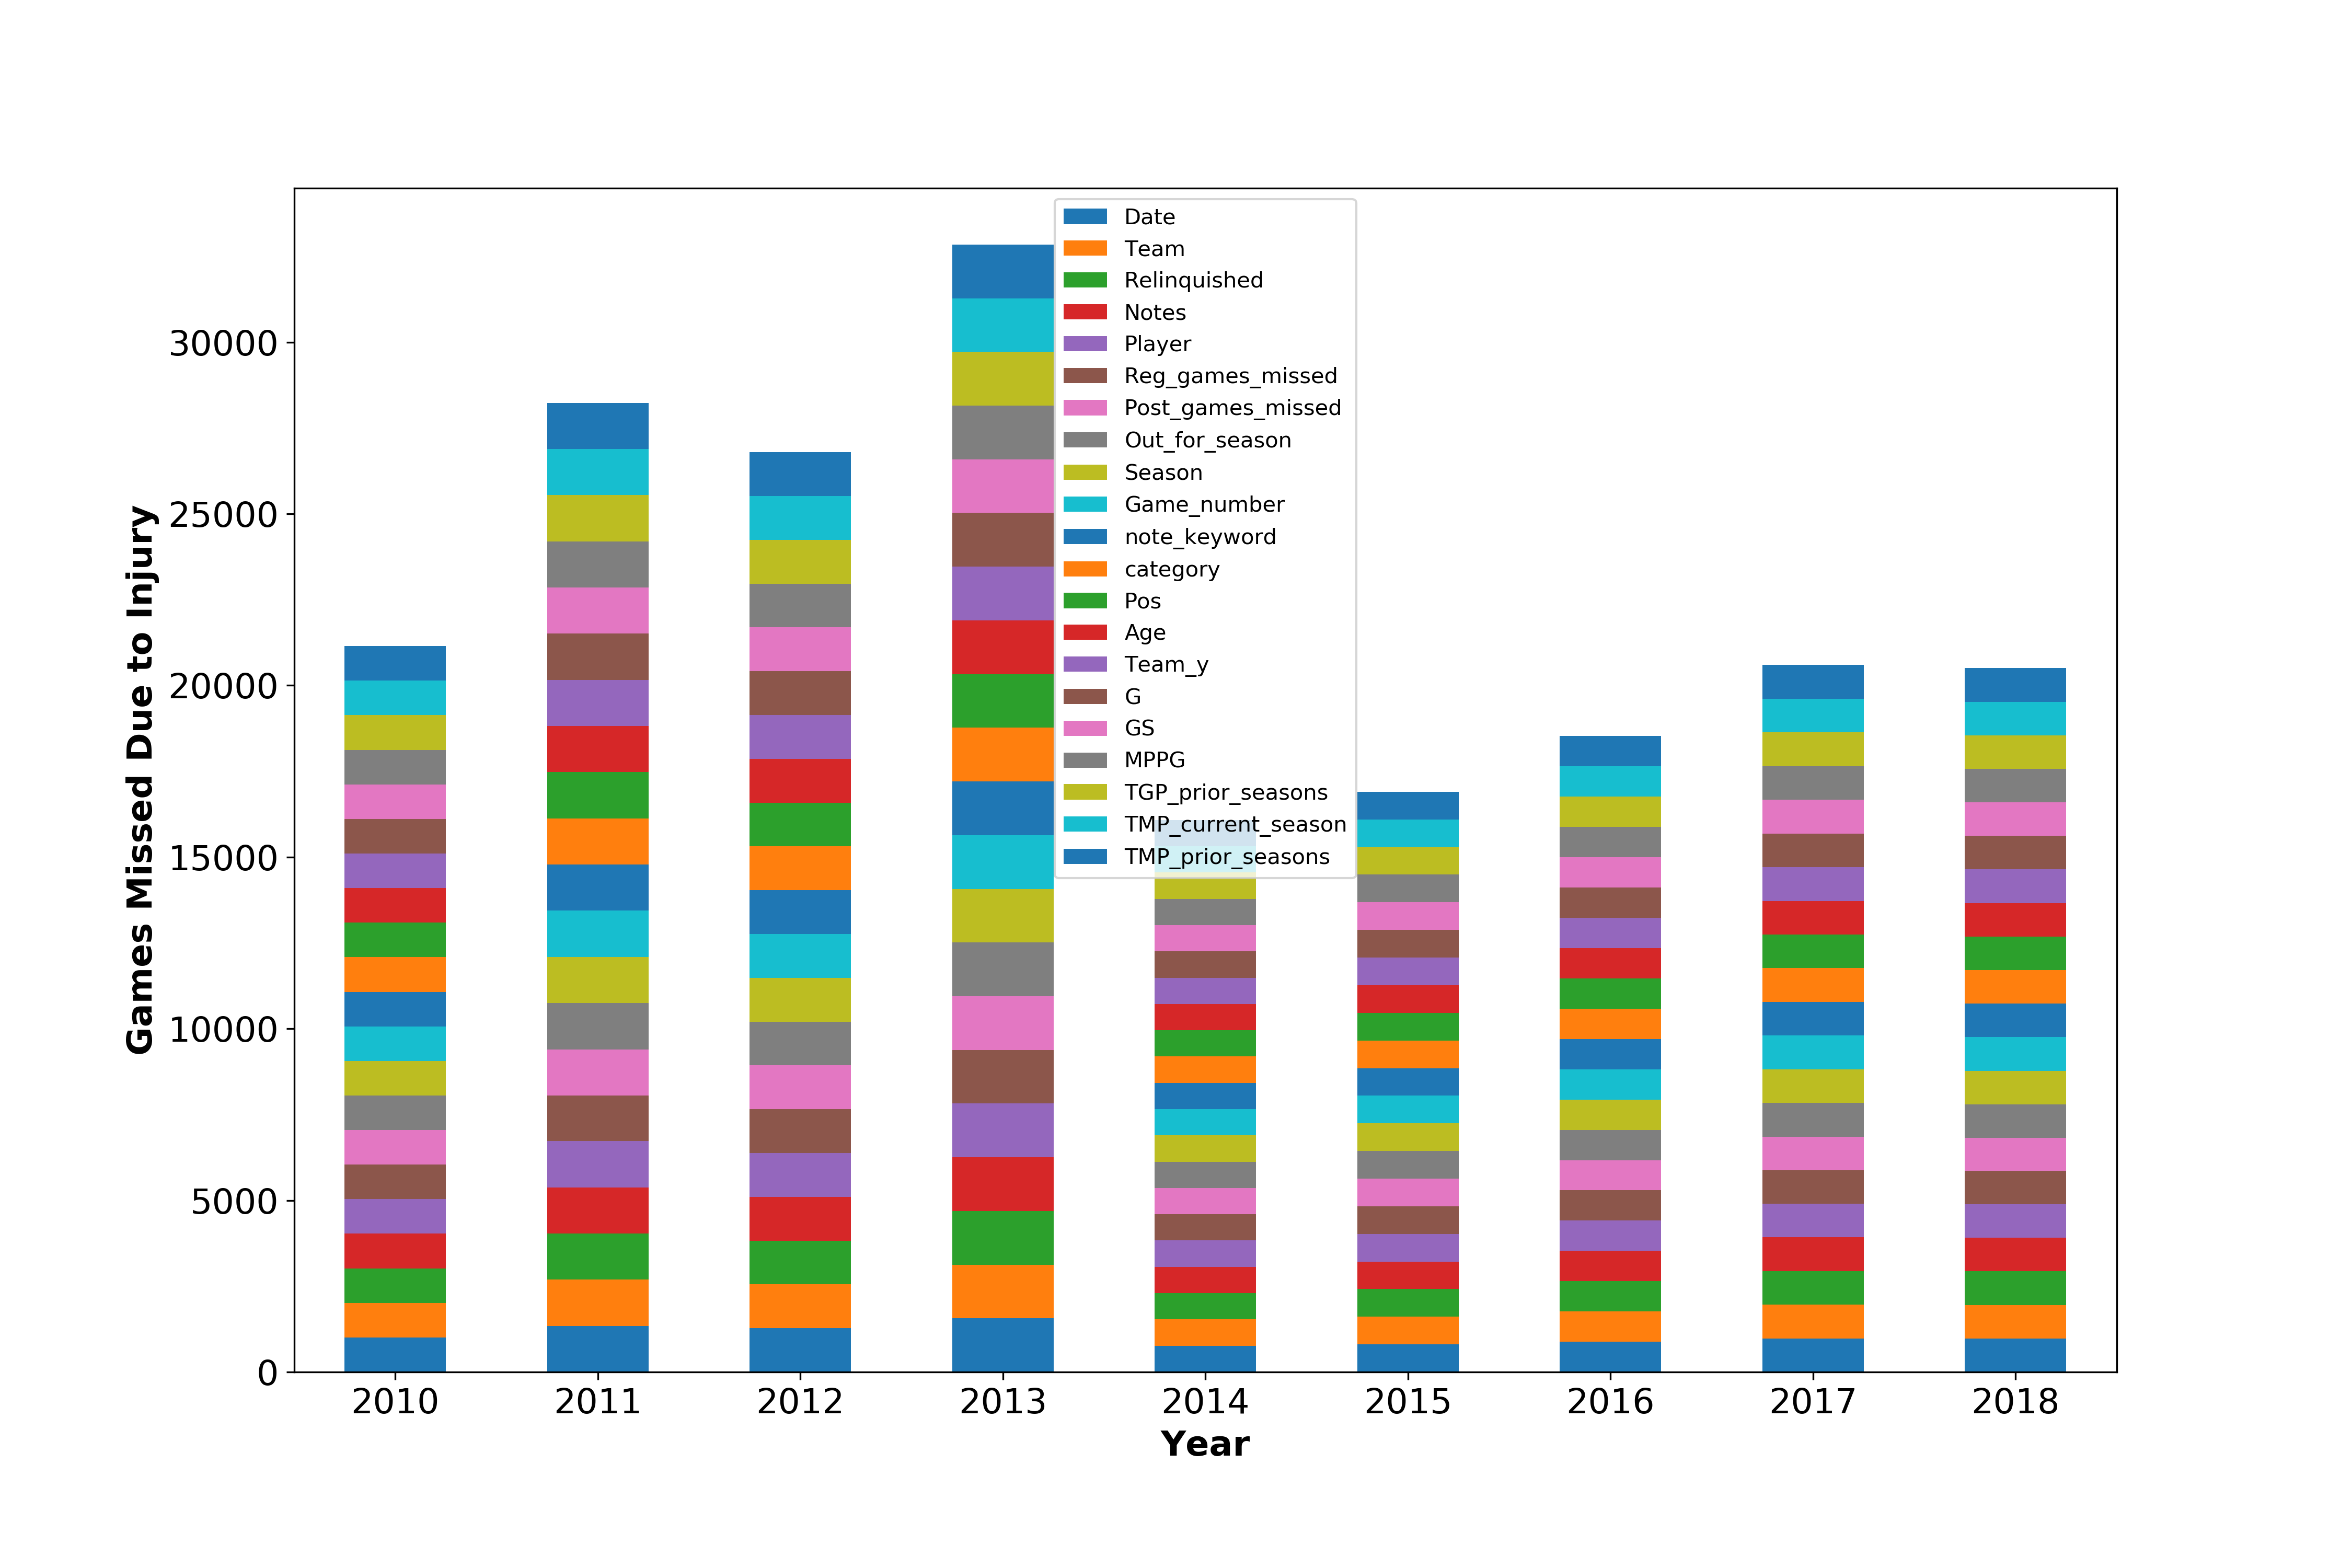 Games Missed Due to Injury
30000
25000
20000
15000
10000
5000
0
Date
Team
Relinquished
Notes
Player
Reg_games_missed
Post_games_missed
Out_for_season
Season
Game_number
note_keyword
category
Pos
Age
Team_y
G
GS
MPPG
TGP_prior_seasons
TMP_current_season
TMP_prior_seasons
2010 2011 2012 2013 2014 2015 2016 2017 2018
Year